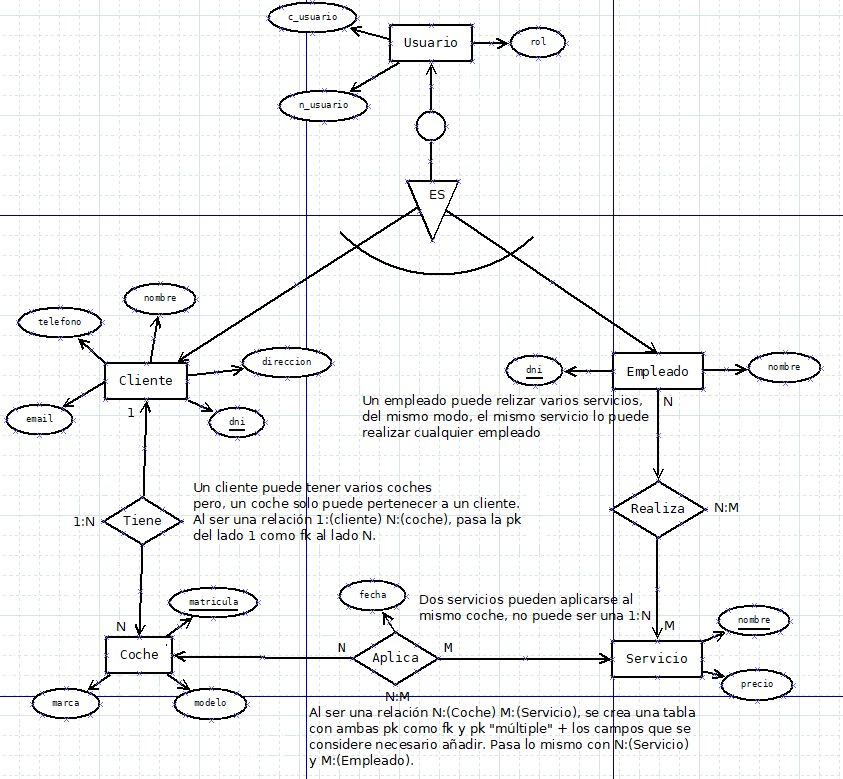 c_usuario
Usuario
rol
n_usuario
ES
nombre
telefono
direccion
Cliente
email
dni
1
dni
Empleado
nombre
N
Un empleado puede relizar varios servicios,
del mismo modo, el mismo servicio lo puede
realizar cualquier empleado
Un cliente puede tener varios coches
pero, un coche solo puede pertenecer a un cliente.
Al ser una relación 1:(cliente) N:(coche), pasa la pk
del lado 1 como fk al lado N.
1:N
Tiene
Realiza
N:M
matricula
fecha
Dos servicios pueden aplicarse al
mismo coche, no puede ser una 1:N
nombre
N
M
Coche
N
Aplica
M
Servicio
marca
modelo
N:M
precio
Al ser una relación N:(Coche) M:(Servicio), se crea una tabla
con ambas pk como fk y pk "múltiple" + los campos que se
considere necesario añadir. Pasa lo mismo con N:(Servicio)
y M:(Empleado).